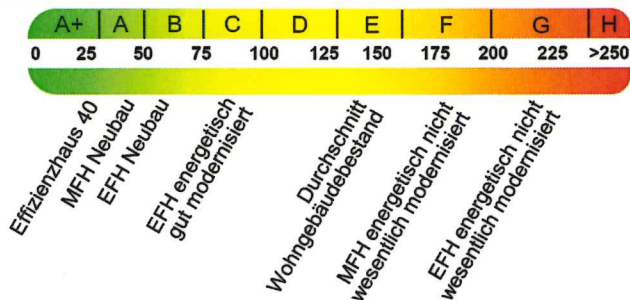 A+ A B C D E F G H
0 25 50 75 100 125 150 175 200 225 >250
Effizienzhaus 40
MFH Neubau
EFH Neubau
EFH energetisch
gut modernisiert
Durchschnitt
Wohngebäudebestand
MFH energetisch nicht
wesentlich modernisiert
EFH energetisch nicht
wesentlich modernisiert